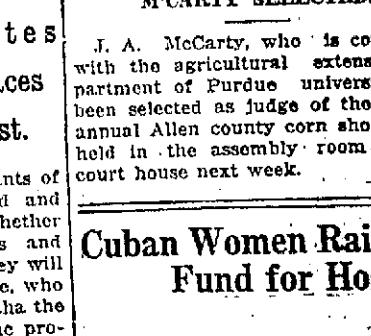 tes
ces
st.
nts of
d and
hether
s and
ey will
e, who
tha the
pro-
M'CARTY SELECTED
J. A. McCarty, who is co
with the agricultural extens
partment of Purdue univers
been selected as judge of the
annual Allen county corn sho
held in the assembly room
court house next week.
Cuban Women Rai
Fund for Ho